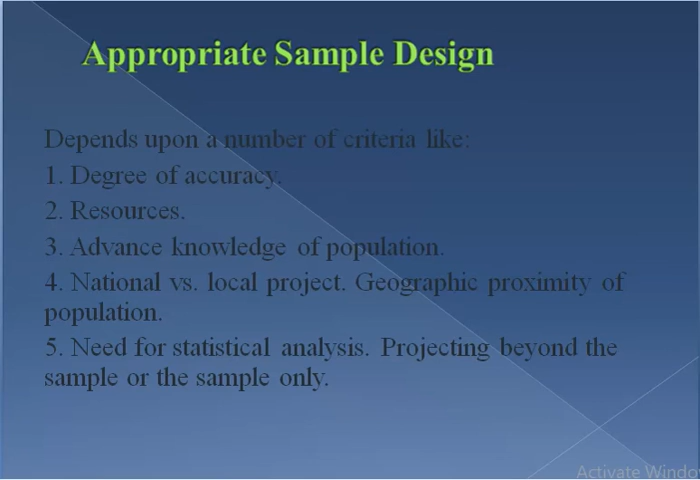 Appropriate Sample Design
Depends upon a number of criteria like:
1. Degree of accuracy.
2. Resources.
3. Advance knowledge of population.
4. National vs. local project. Geographic proximity of
population.
5. Need for statistical analysis. Projecting beyond the
sample or the sample only.
Activate Windo